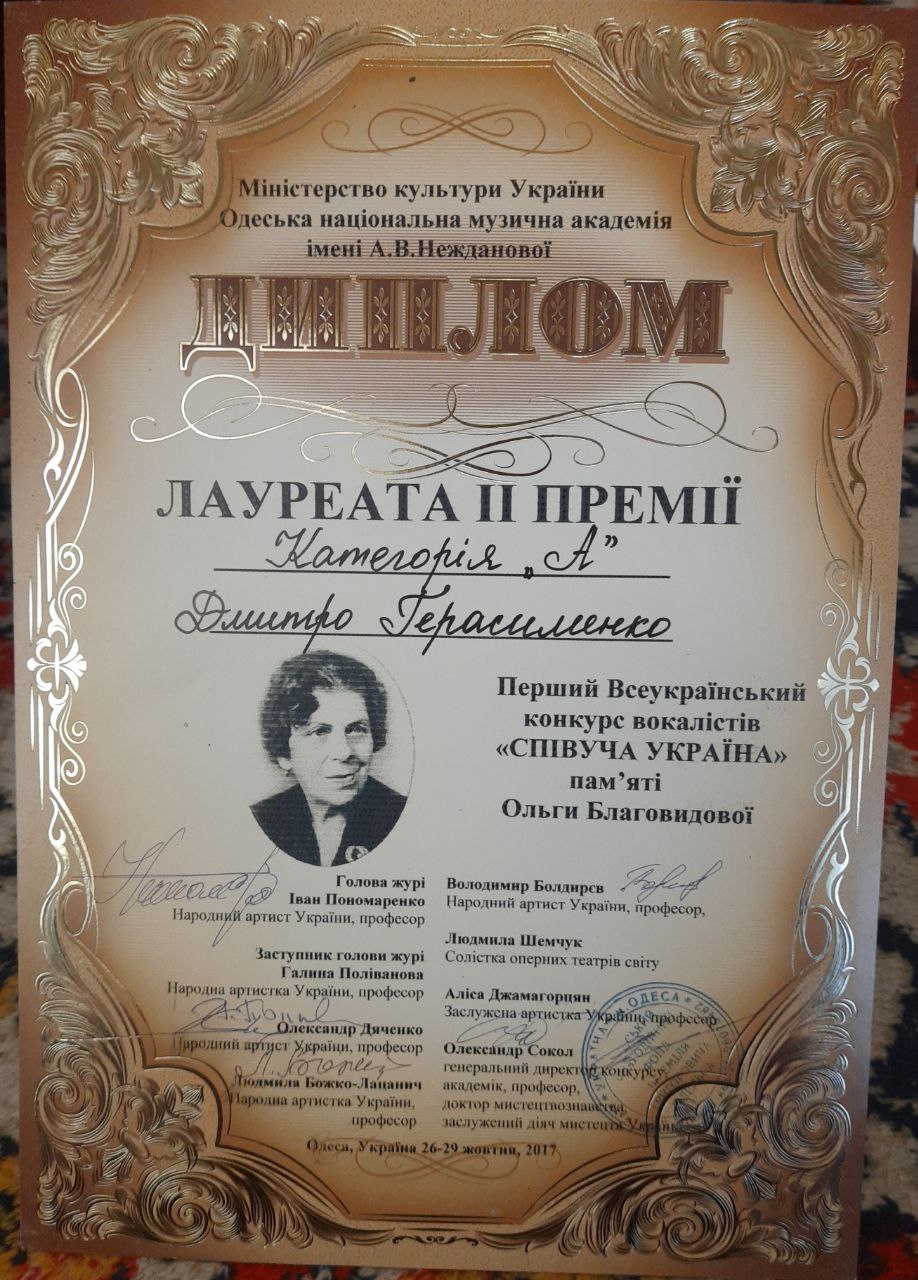 Міністерство культури України
Одеська національна музична академія
імені А.В.Нежданової
ДИПЛОМ
ЛАУРЕАТА ІІ ПРЕМІЇ
Категорія „А”
Дмитро Герасименко
Перший Всеукраїнський
конкурс вокалістів
«СПІВУЧА УКРАЇНА»
пам’яті
Ольги Благовидової
Голова журі
Іван Пономаренко
Народний артист України, професор
Заступник голови журі
Галина Поліванова
Народна артистка України, професор
Олександр Дяченко
Народний артист України, професор
Людмила Божко-Лацанич
Народна артистка України,
професор
Володимир Болдирєв
Народний артист України, професор,
Людмила Шемчук
Солістка оперних театрів світу
Аліса Джамагорцян
Заслужена артистка України, професор
Олександр Сокол
генеральний директор конкурсу
академік, професор,
доктор мистецтвознавства
заслужений діяч мистецтв України
Одеса, Україна 26-29 жовтня, 2017
ОДЕСА